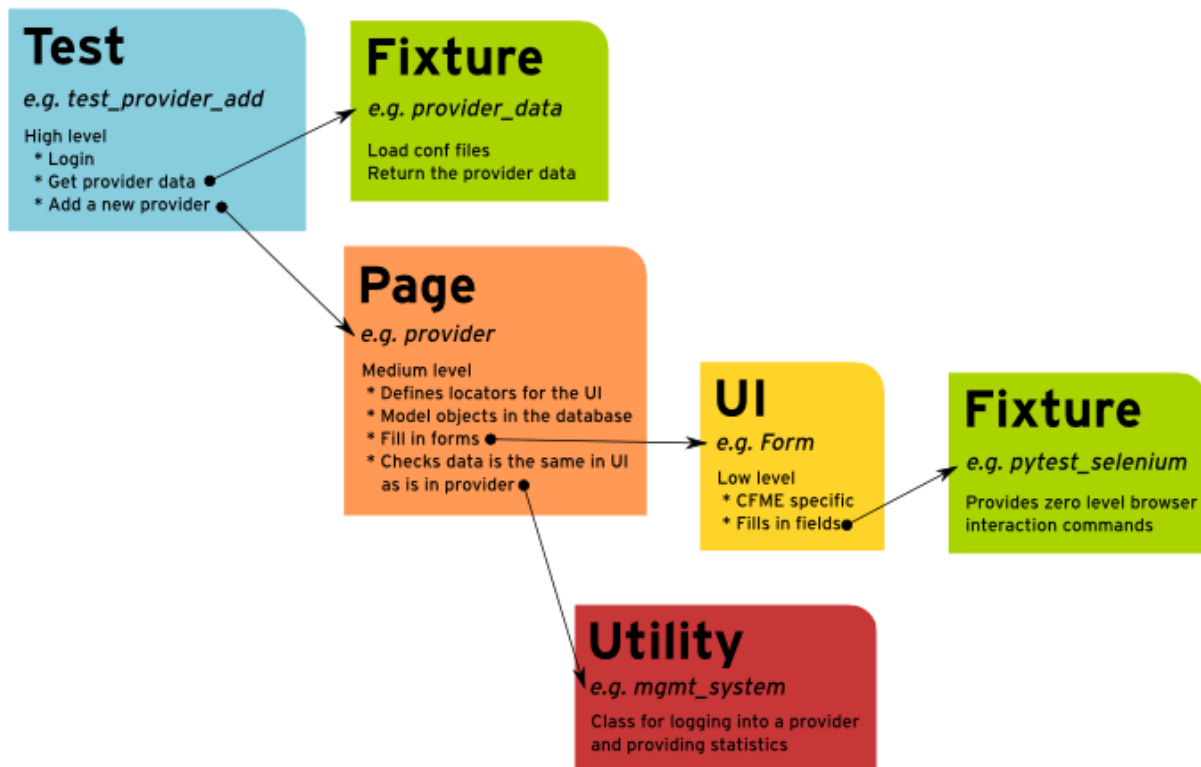 Test
e.g. test_provider_add
High level
* Login
* Get provider data
* Add a new provider
Fixture
e.g. provider_data
Load conf files
Return the provider data
Page
e.g. provider
Medium level
* Defines locators for the UI
* Model objects in the database
* Fill in forms
* Checks data is the same in UI
as is in provider
UI
e.g. Form
Low level
* CFME specific
* Fills in fields
Fixture
e.g. pytest_selenium
Provides zero level browser
interaction commands
Utility
e.g. mgmt_system
Class for logging into a provider
and providing statistics